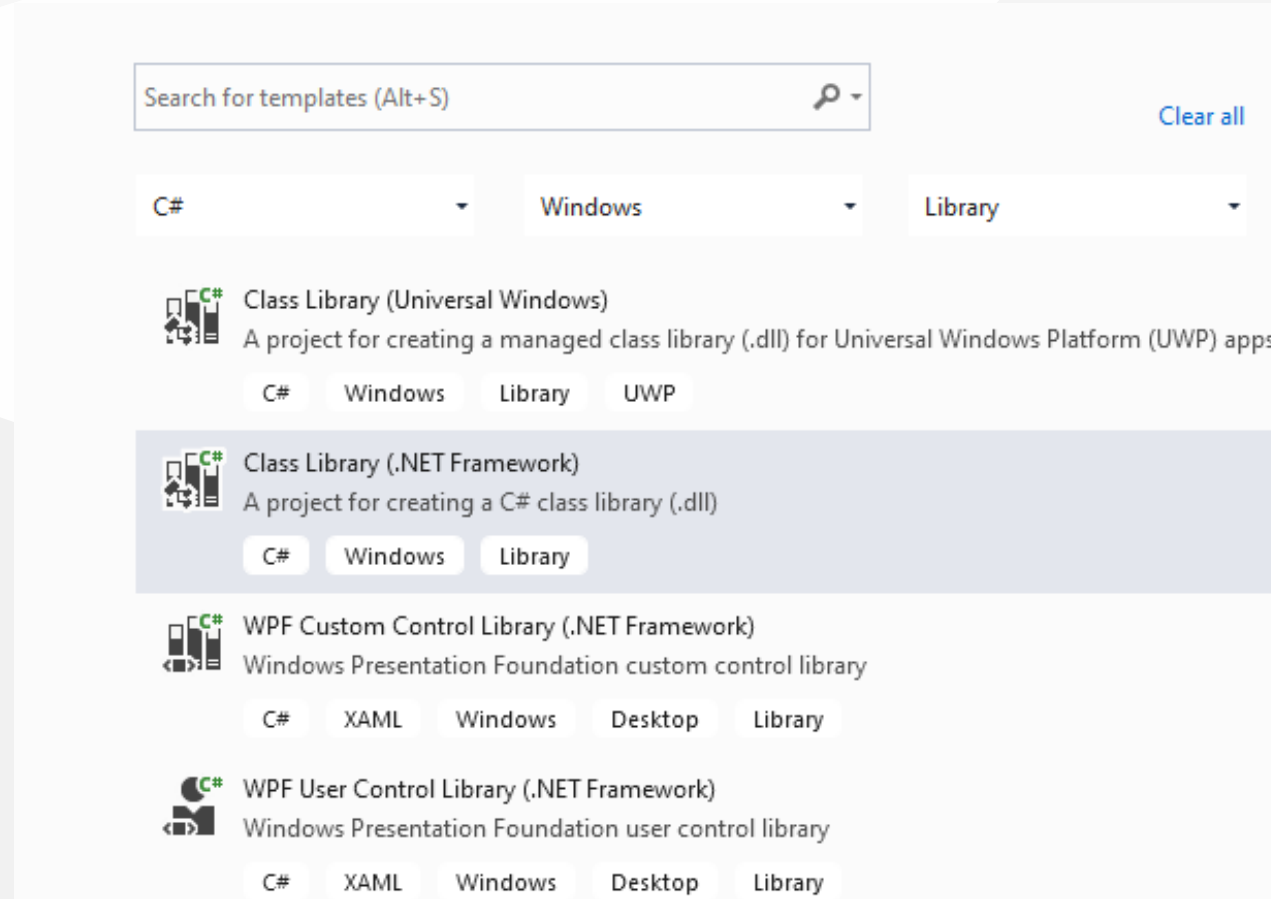 Search for templates (Alt+S)
Clear all
C# Windows Library
C#
Class Library (Universal Windows)
A project for creating a managed class library (.dll) for Universal Windows Platform (UWP) apps
C# Windows Library UWP
C#
Class Library (.NET Framework)
A project for creating a C# class library (.dll)
C# Windows Library
C#
WPF Custom Control Library (.NET Framework)
Windows Presentation Foundation custom control library
C# XAML Windows Desktop Library
C#
WPF User Control Library (.NET Framework)
Windows Presentation Foundation user control library
C# XAML Windows Desktop Library